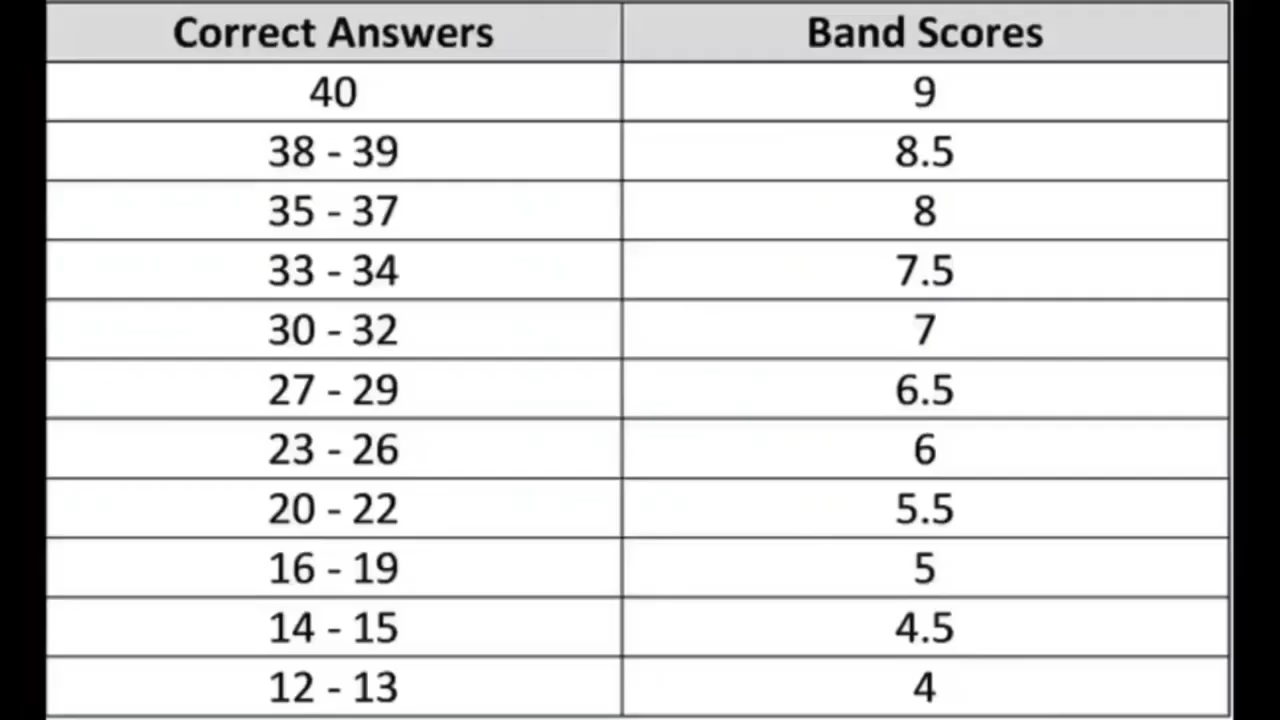 Correct Answers Band Scores
40 9
38 - 39 8.5
35 - 37 8
33 - 34 7.5
30 - 32 7
27 - 29 6.5
23 - 26 6
20 - 22 5.5
16 - 19 5
14 - 15 4.5
12 - 13 4